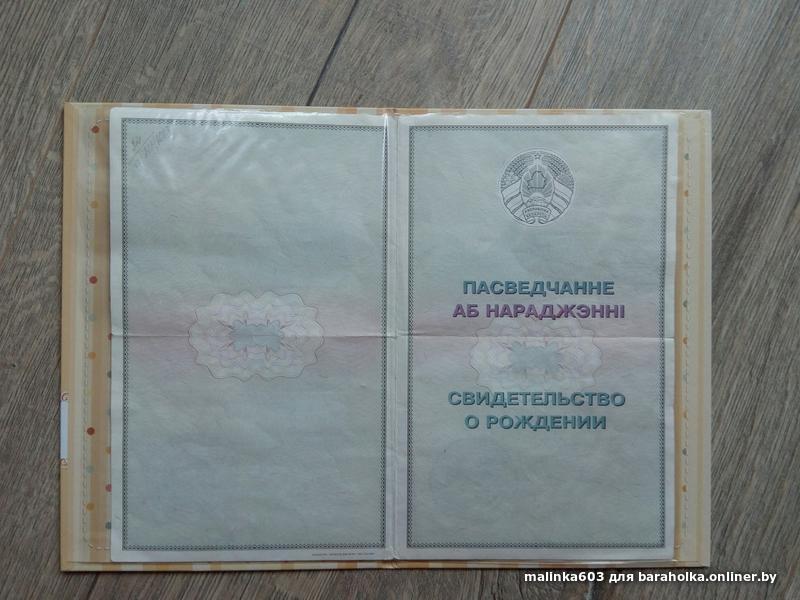 ПАСВЕДЧАННЕ
АБ НАРАДЖЭННІ
СВИДЕТЕЛЬСТВО
О РОЖДЕНИИ
malinka603 для baraholka.onliner.by